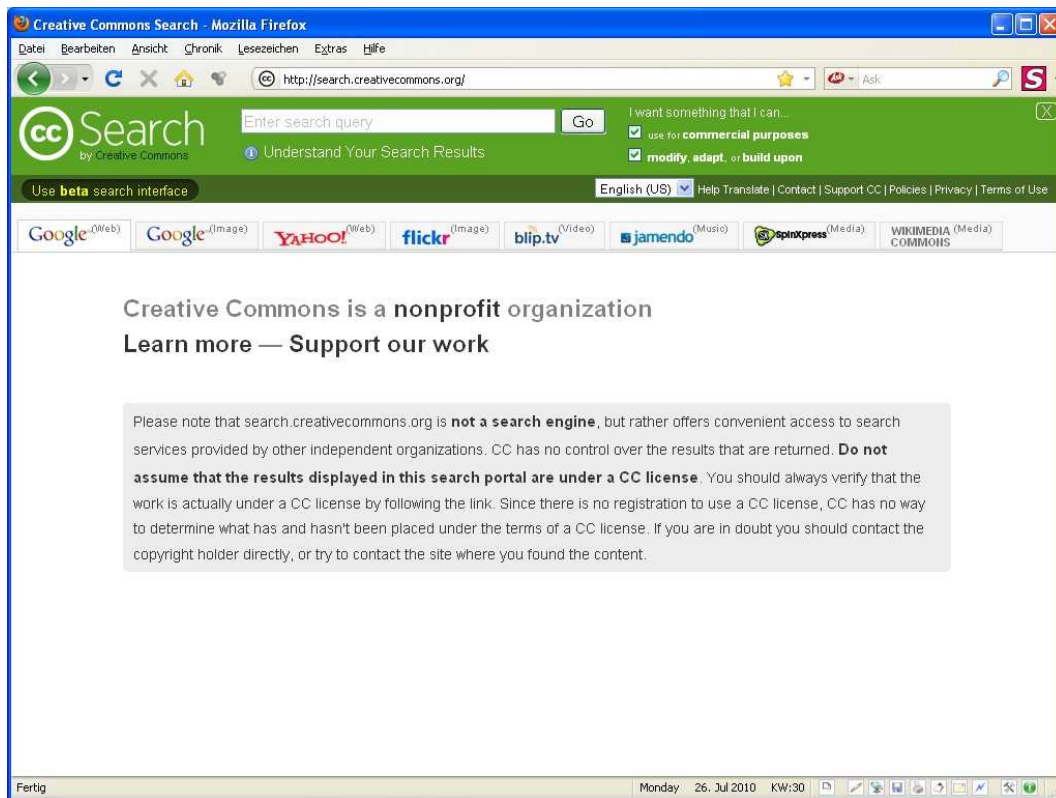 Creative Commons Search - Mozilla Firefox
Datei Bearbeiten Ansicht Chronik Lesezeichen Extras Hilfe
http://search.creativecommons.org/ Ask S
cc Search Enter search query Go I want something that I can... X
by Creative Commons Understand Your Search Results use for commercial purposes
modify, adapt, or build upon
Use beta search interface English (US) Help Translate | Contact | Support CC | Policies | Privacy | Terms of Use
Google (Web) Google (Image) YAHOO! (Web) flickr (Image) blip.tv (Video) jamendo (Music) spinXpress (Media) WIKIMEDIA COMMONS (Media)
Creative Commons is a nonprofit organization
Learn more — Support our work
Please note that search.creativecommons.org is not a search engine, but rather offers convenient access to search
services provided by other independent organizations. CC has no control over the results that are returned. Do not
assume that the results displayed in this search portal are under a CC license. You should always verify that the
work is actually under a CC license by following the link. Since there is no registration to use a CC license, CC has no way
to determine what has and hasn't been placed under the terms of a CC license. If you are in doubt you should contact the
copyright holder directly, or try to contact the site where you found the content.
Fertig Monday 26. Jul 2010 KW:30